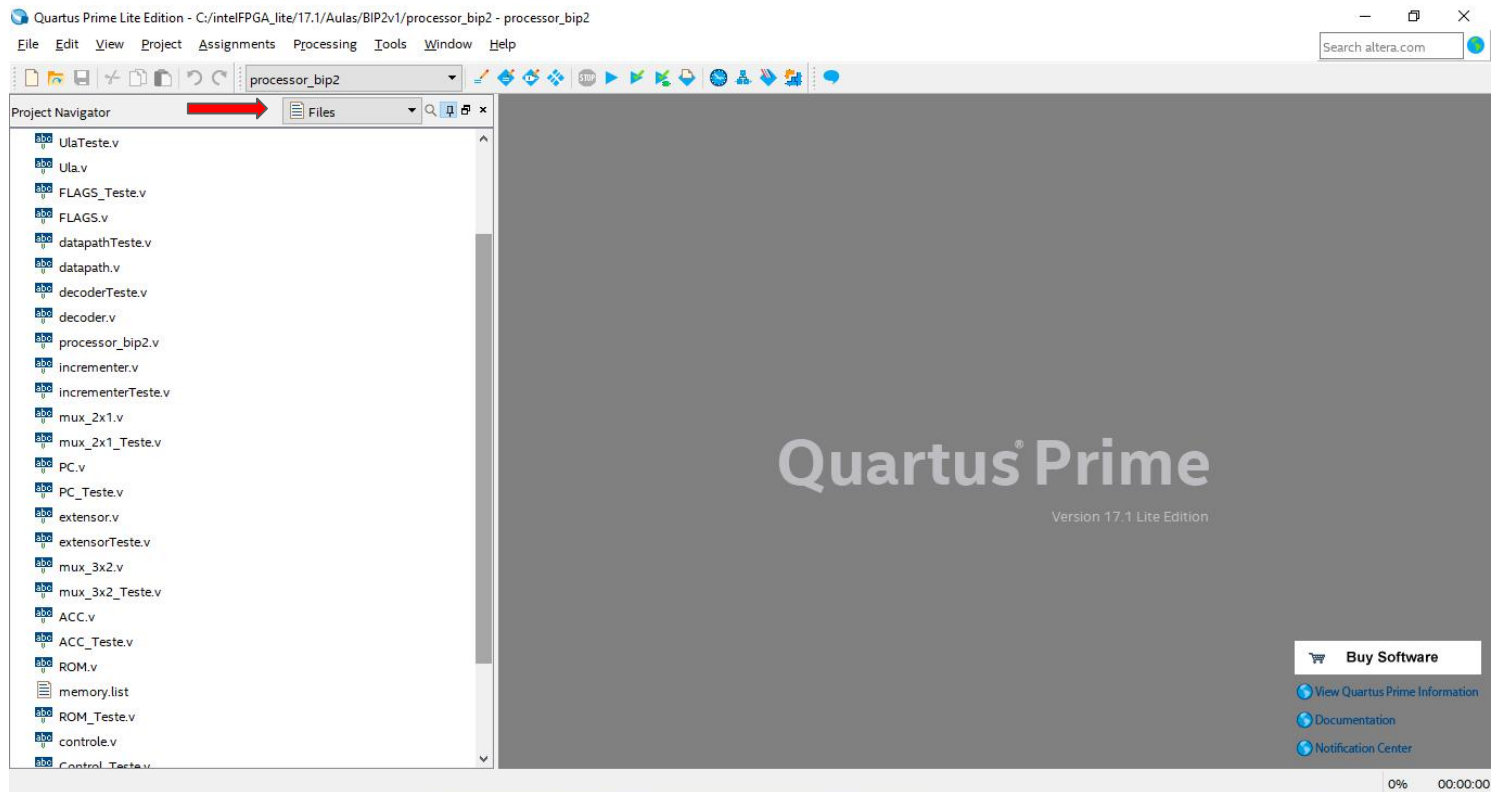 Quartus Prime Lite Edition - C:/intelFPGA_lite/17.1/Aulas/BIP2v1/processor_bip2 - processor_bip2
File Edit View Project Assignments Processing Tools Window Help
Search altera.com
processor_bip2
STOP
Project Navigator
Files
UlaTeste.v
Ula.v
FLAGS_Teste.v
FLAGS.v
datapathTeste.v
datapath.v
decoderTeste.v
decoder.v
processor_bip2.v
incrementer.v
incrementerTeste.v
mux_2x1.v
mux_2x1_Teste.v
PC.v
PC_Teste.v
extensor.v
extensorTeste.v
mux_3x2.v
mux_3x2_Teste.v
ACC.v
ACC_Teste.v
ROM.v
memory.list
ROM_Teste.v
controle.v
Control_Teste.v
Quartus® Prime
Version 17.1 Lite Edition
Buy Software
View Quartus Prime Information
Documentation
Notification Center
0% 00:00:00